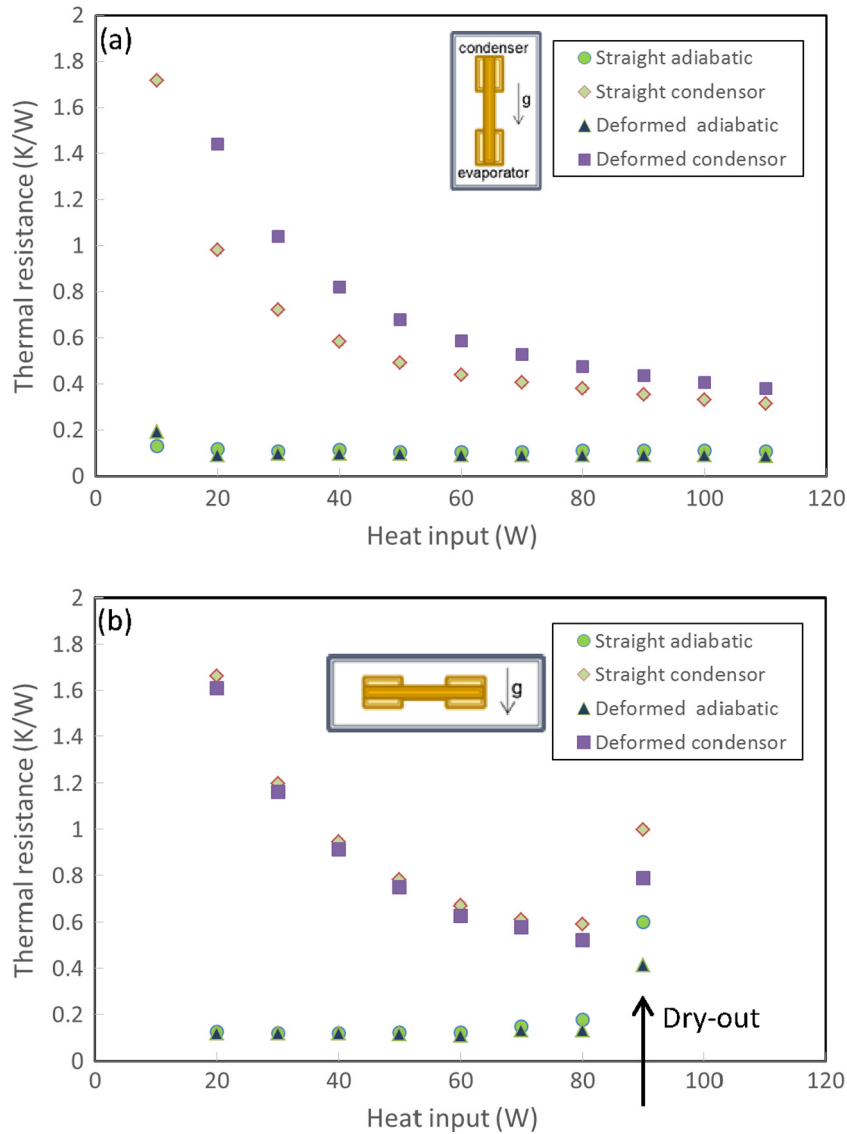 (a)
2
1.8
1.6
1.4
1.2
1
0.8
0.6
0.4
0.2
0
Thermal resistance (K/W)
condenser
g
evaporator
Straight adiabatic
Straight condensor
Deformed  adiabatic
Deformed condensor
0 20 40 60 80 100 120
Heat input (W)
(b)
2
1.8
1.6
1.4
1.2
1
0.8
0.6
0.4
0.2
0
Thermal resistance (K/W)
g
Straight adiabatic
Straight condensor
Deformed  adiabatic
Deformed condensor
Dry-out
0 20 40 60 80 100 120
Heat input (W)